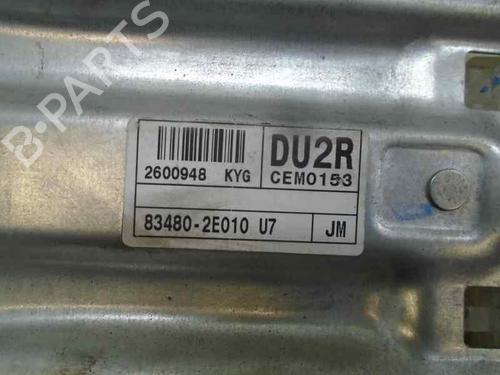 B-PARTS
DU2R
2600948 KYG
CEM0153
83480-2E010 U7
JM